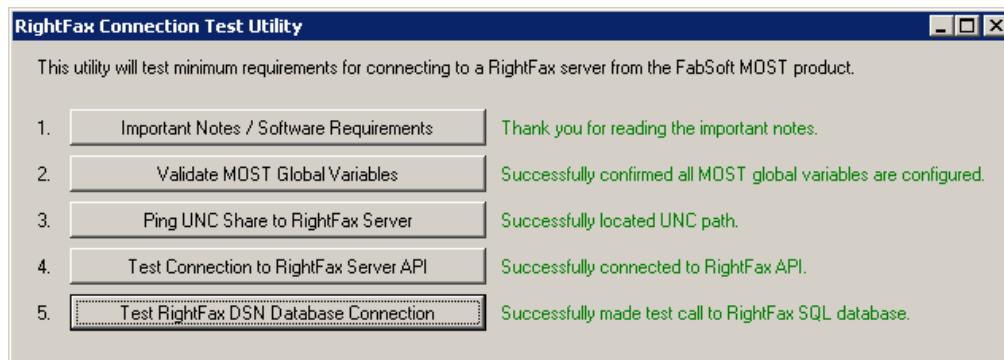 RightFax Connection Test Utility
This utility will test minimum requirements for connecting to a RightFax server from the FabSoft MOST product.
1. Important Notes / Software Requirements Thank you for reading the important notes.
2. Validate MOST Global Variables Successfully confirmed all MOST global variables are configured.
3. Ping UNC Share to RightFax Server Successfully located UNC path.
4. Test Connection to RightFax Server API Successfully connected to RightFax API.
5. Test RightFax DSN Database Connection Successfully made test call to RightFax SQL database.